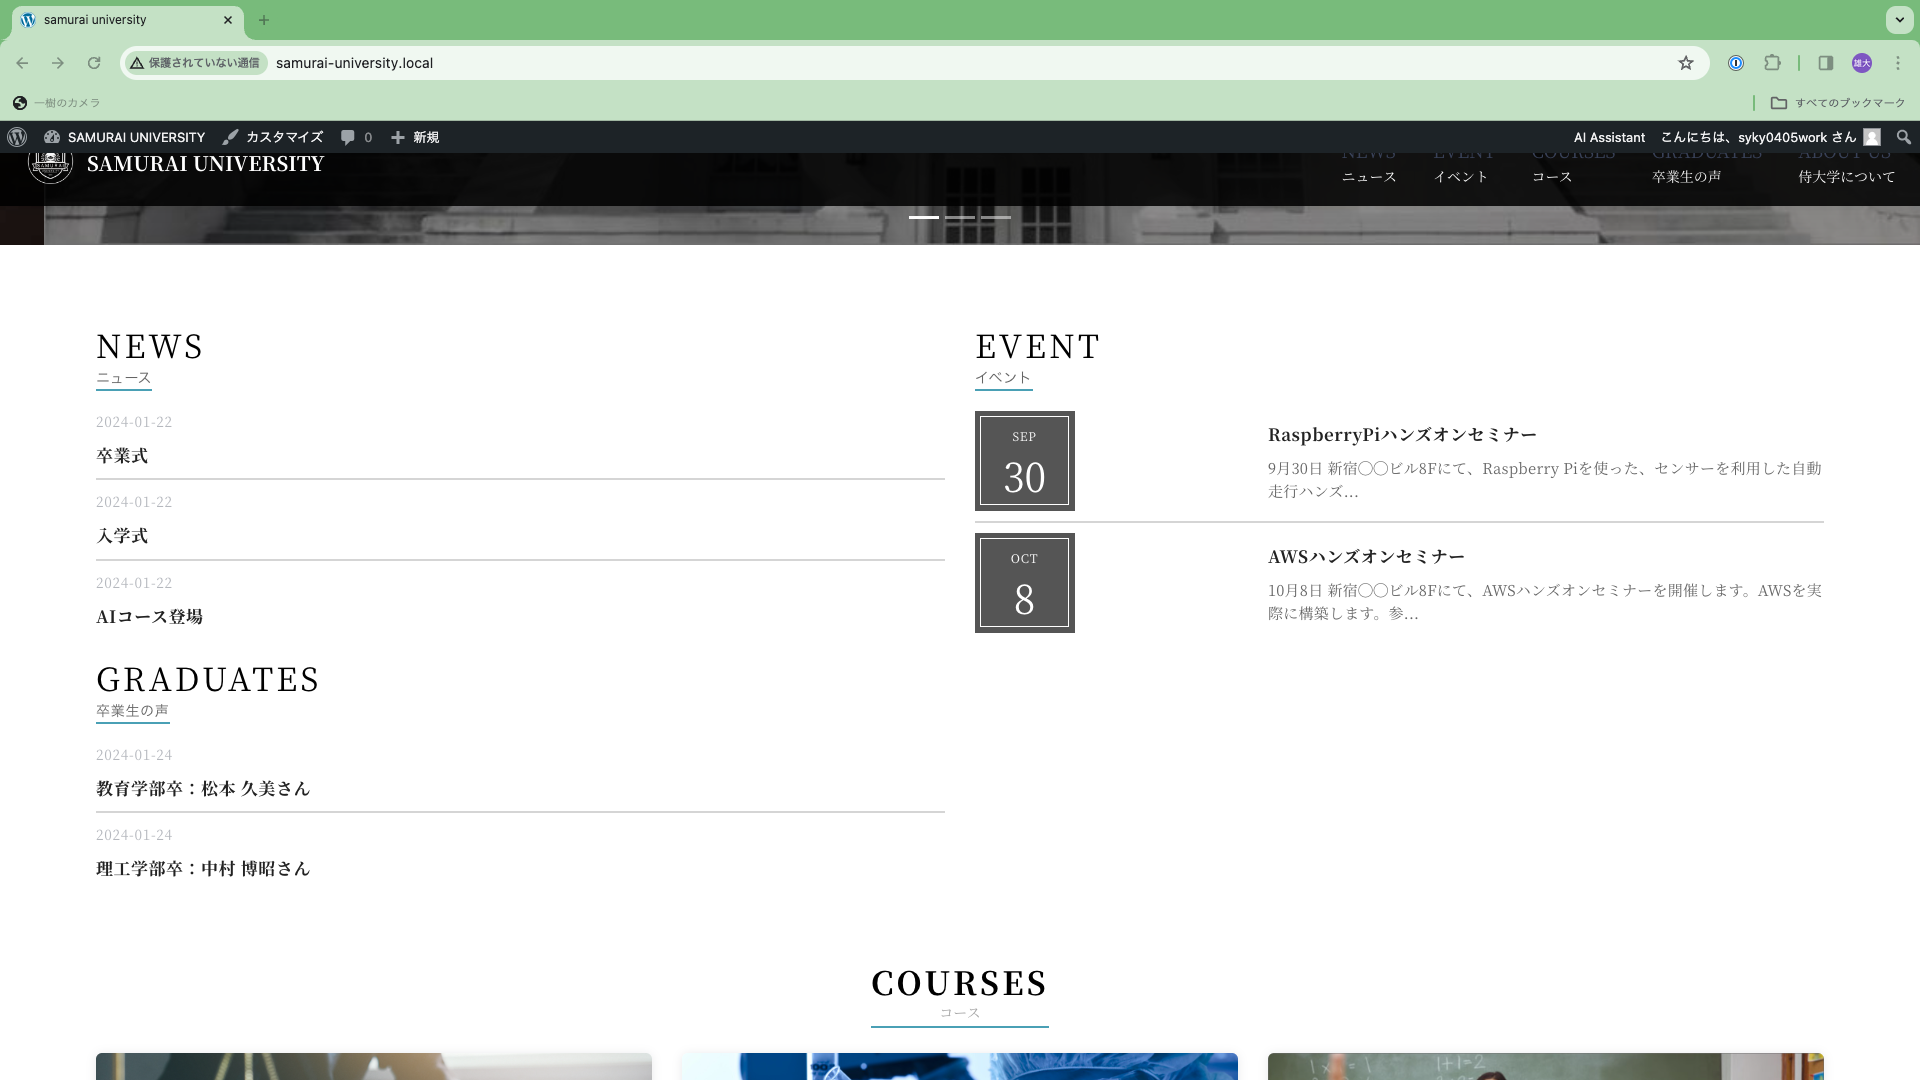 samurai university
保護されていない通信
samurai-university.local
雄大
一樹のカメラ
すべてのブックマーク
SAMURAI UNIVERSITY
カスタマイズ
0
新規
AI Assistant
こんにちは、syky0405work さん
SAMURAI UNIVERSITY
NEWS
EVENT
COURSES
GRADUATES
ABOUT US
ニュース
イベント
コース
卒業生の声
侍大学について
NEWS
ニュース
2024-01-22
卒業式
2024-01-22
入学式
2024-01-22
AIコース登場
EVENT
イベント
SEP
30
RaspberryPiハンズオンセミナー
9月30日 新宿◯◯ビル8Fにて、Raspberry Piを使った、センサーを利用した自動
走行ハンズ...
OCT
8
AWSハンズオンセミナー
10月8日 新宿◯◯ビル8Fにて、AWSハンズオンセミナーを開催します。AWSを実
際に構築します。参...
GRADUATES
卒業生の声
2024-01-24
教育学部卒：松本 久美さん
2024-01-24
理工学部卒：中村 博昭さん
COURSES
コース
1+1=2